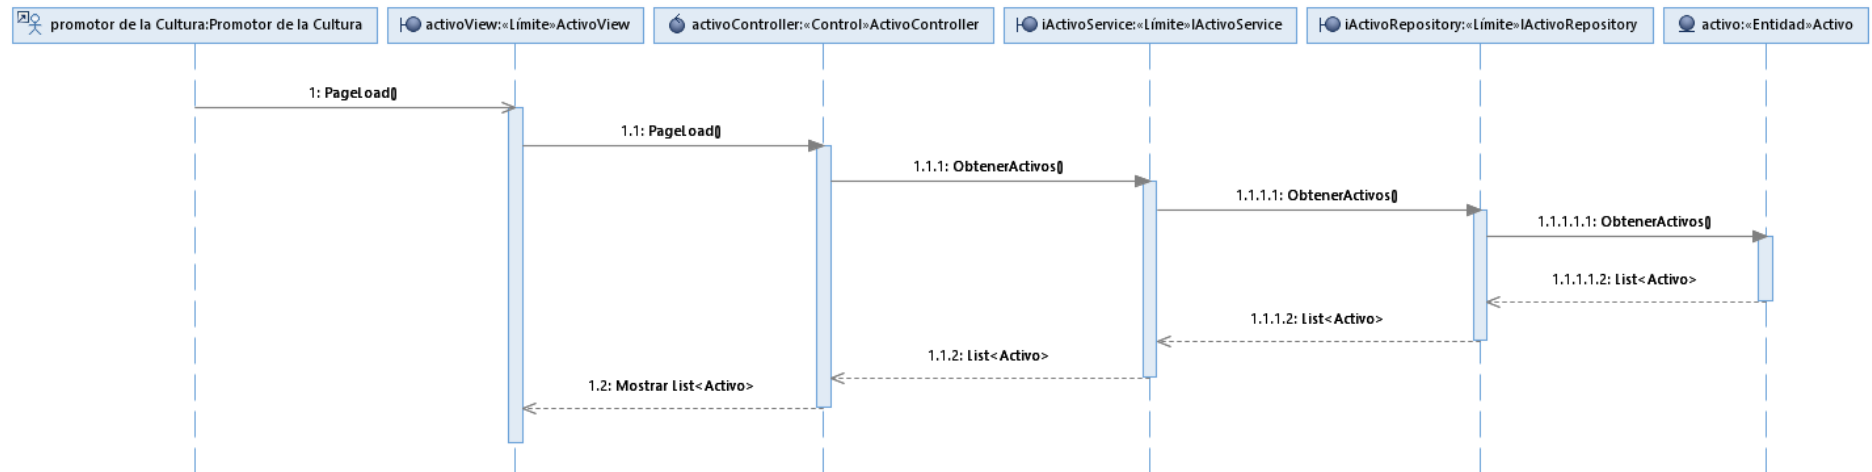 promotor de la Cultura:Promotor de la Cultura
activoView:«Límite»ActivoView
activoController:«Control»ActivoController
iActivoService:«Límite»IActivoService
iActivoRepository:«Límite»IActivoRepository
activo:«Entidad»Activo
1: PageLoad()
1.1: PageLoad()
1.1.1: ObtenerActivos()
1.1.1.1: ObtenerActivos()
1.1.1.1.1: ObtenerActivos()
1.1.1.1.2: List<Activo>
1.1.1.2: List<Activo>
1.1.2: List<Activo>
1.2: Mostrar List<Activo>